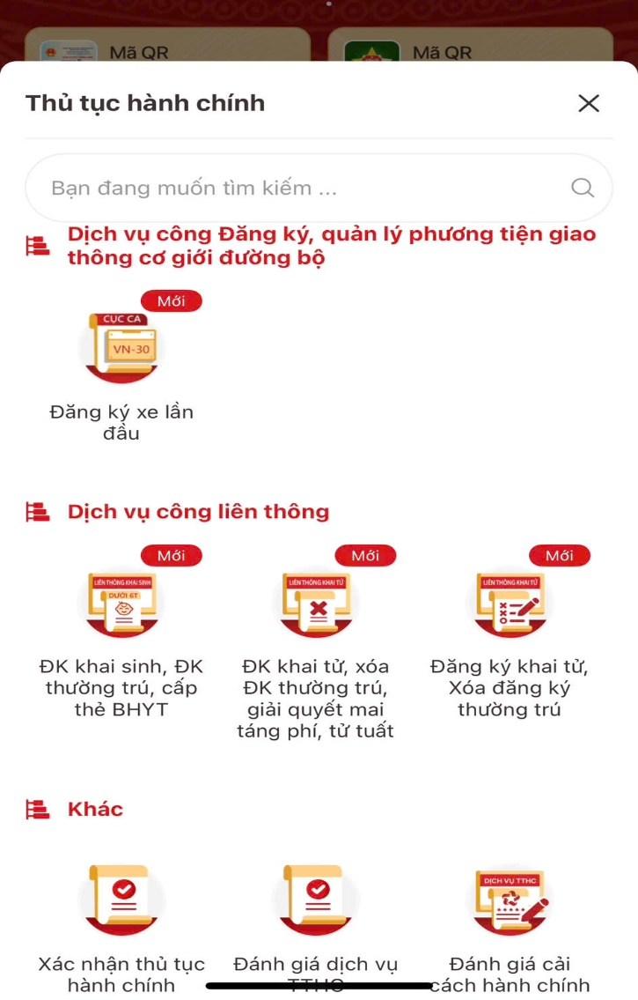 Mã QR
Mã QR
Thủ tục hành chính
Bạn đang muốn tìm kiếm ...
Dịch vụ công Đăng ký, quản lý phương tiện giao
thông cơ giới đường bộ
Mới
CỤC CA
VN-30
Đăng ký xe lần
đầu
Dịch vụ công liên thông
Mới
Mới
Mới
LIÊN THÔNG KHAI SINH
DƯỚI 6T
LIÊN THÔNG KHAI TỬ
LIÊN THÔNG KHAI TỬ
ĐK khai sinh, ĐK
thường trú, cấp
thẻ BHYT
ĐK khai tử, xóa
ĐK thường trú,
giải quyết mai
táng phí, tử tuất
Đăng ký khai tử,
Xóa đăng ký
thường trú
Khác
DỊCH VỤ TTHC
Xác nhận thủ tục
hành chính
Đánh giá dịch vụ
TTHC
Đánh giá cải
cách hành chính